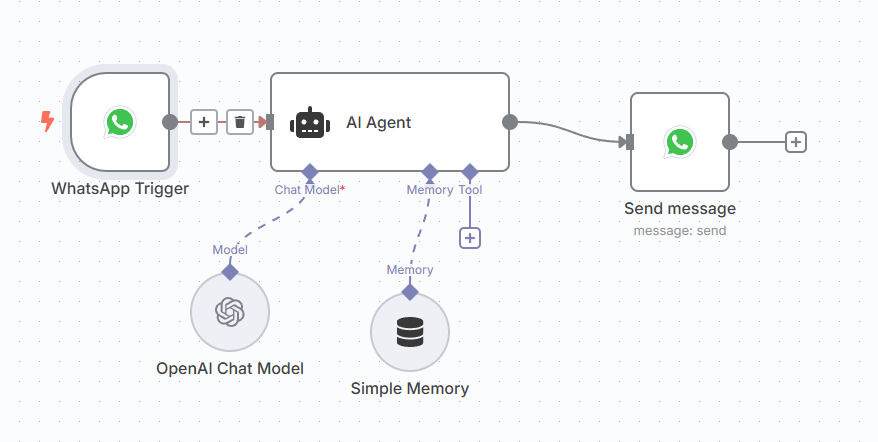 AI Agent
WhatsApp Trigger
Chat Model*
Memory
Tool
Send message
message: send
Model
Memory
OpenAI Chat Model
Simple Memory